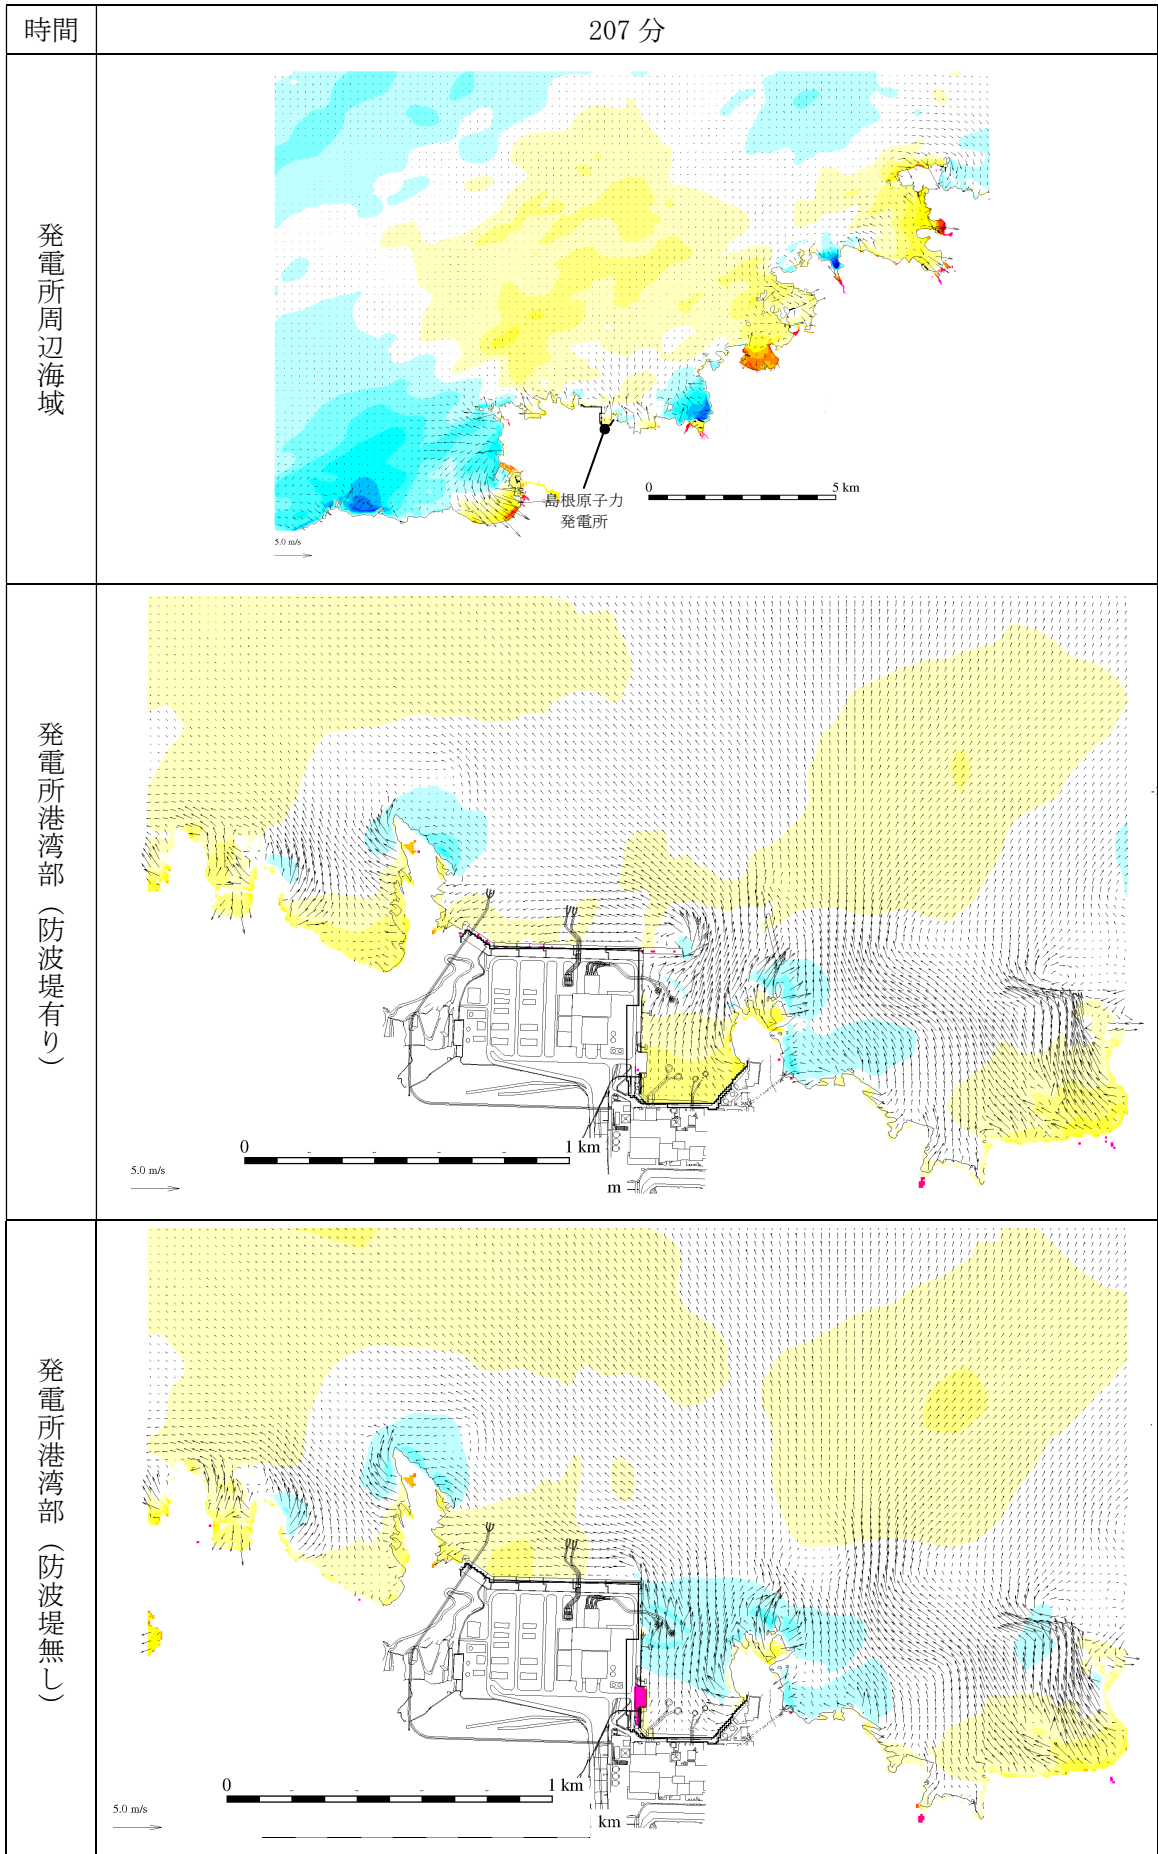 時間
207 分
発電所周辺海域
島根原子力
発電所
0
5 km
5.0 m/s
発電所港湾部（防波堤有り）
0
1 km
5.0 m/s
m
発電所港湾部（防波堤無し）
0
1 km
5.0 m/s
km